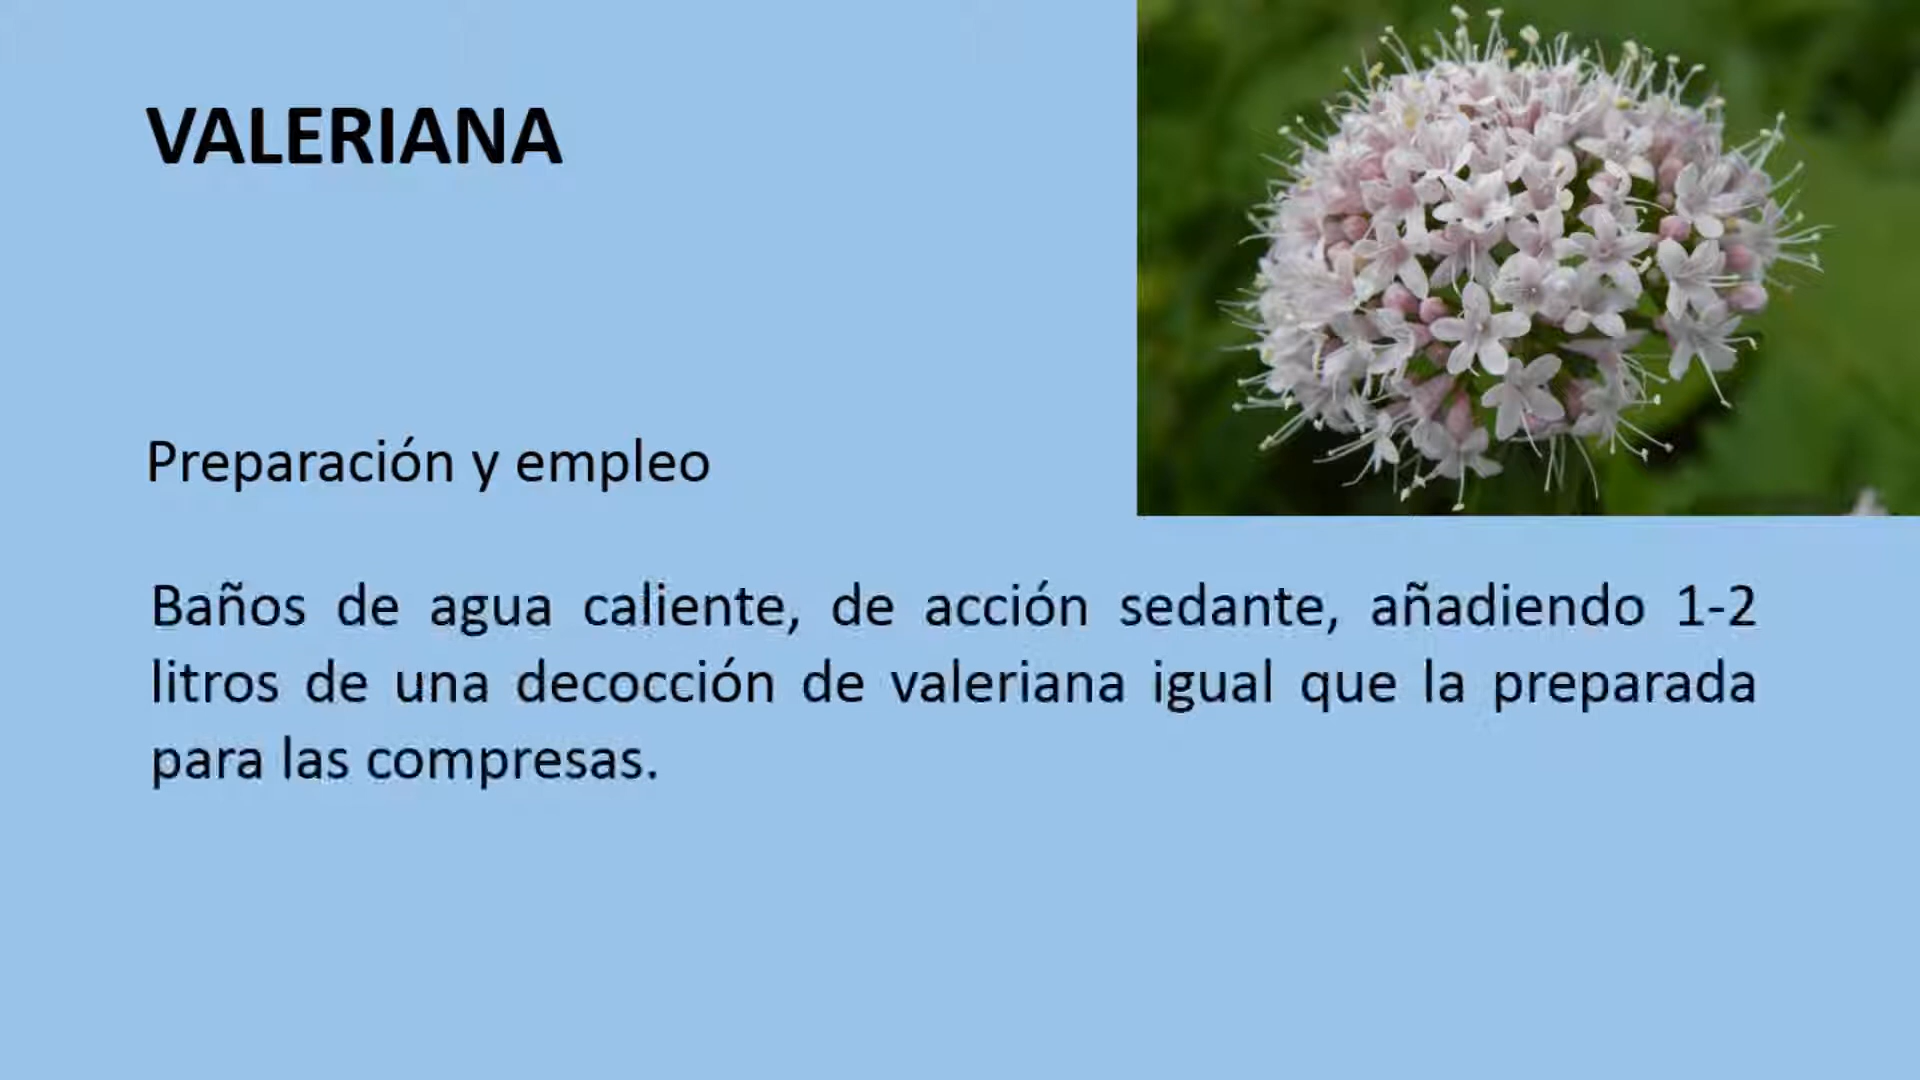 VALERIANA
Preparación y empleo
Baños de agua caliente, de acción sedante, añadiendo 1-2
litros de una decocción de valeriana igual que la preparada
para las compresas.